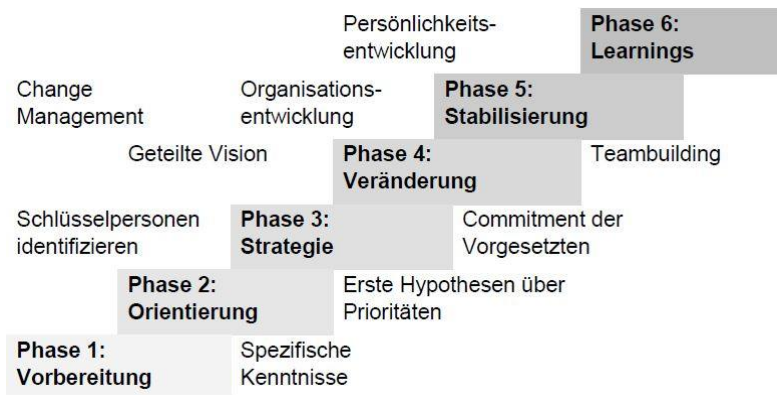 Persönlichkeits-
entwicklung
Phase 6:
Learnings
Change
Management
Organisations-
entwicklung
Phase 5:
Stabilisierung
Geteilte Vision
Phase 4:
Veränderung
Teambuilding
Schlüsselpersonen
identifizieren
Phase 3:
Strategie
Commitment der
Vorgesetzten
Phase 2:
Orientierung
Erste Hypothesen über
Prioritäten
Phase 1:
Vorbereitung
Spezifische
Kenntnisse